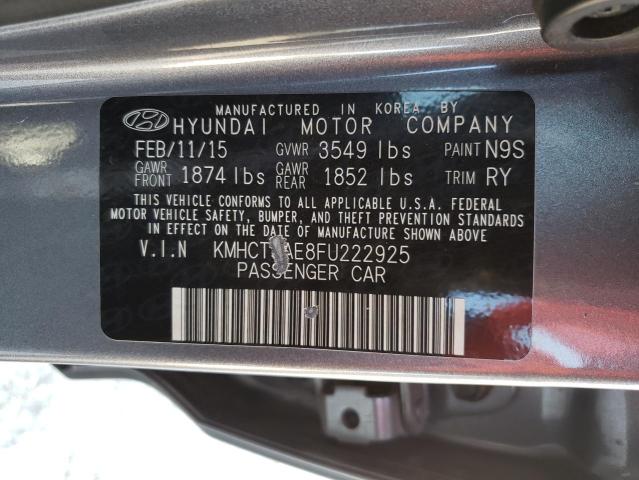 MANUFACTURED IN KOREA BY
HYUNDAI MOTOR COMPANY
FEB/11/15 GVWR 3549 lbs PAINT N9S
GAWR FRONT 1874 lbs GAWR REAR 1852 lbs TRIM RY
THIS VEHICLE CONFORMS TO ALL APPLICABLE U.S.A. FEDERAL
MOTOR VEHICLE SAFETY, BUMPER, AND THEFT PREVENTION STANDARDS
IN EFFECT ON THE DATE OF MANUFACTURE SHOWN ABOVE
V.I.N
PASSENGER CAR